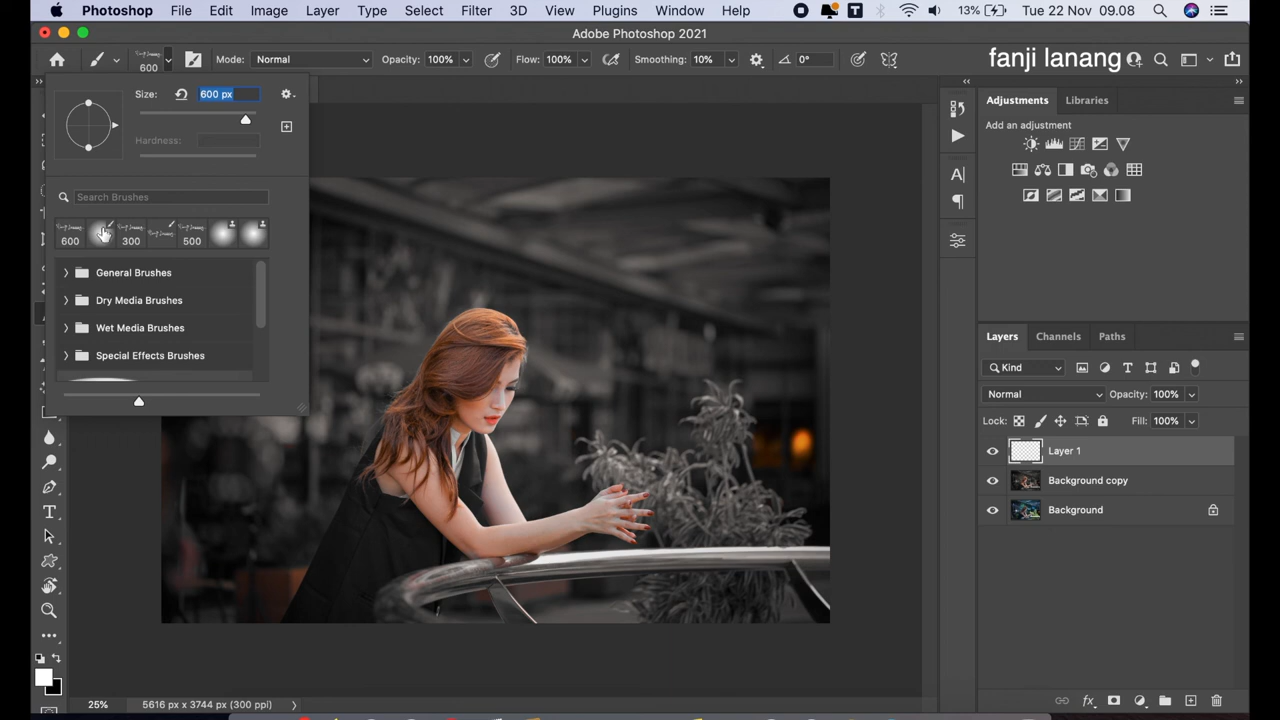 Photoshop File Edit Image Layer Type Select Filter 3D View Plugins Window Help T 13% Tue 22 Nov 09.08
Adobe Photoshop 2021
600 Mode: Normal Opacity: 100% Flow: 100% Smoothing: 10% 0° fanji lanang
Size: 600 px
Hardness:
Search Brushes
600 300 500
General Brushes
Dry Media Brushes
Wet Media Brushes
Special Effects Brushes
Adjustments Libraries
Add an adjustment
Layers Channels Paths
Kind
Normal Opacity: 100%
Lock: Fill: 100%
Layer 1
Background copy
Background
25% 5616 px x 3744 px (300 ppi)